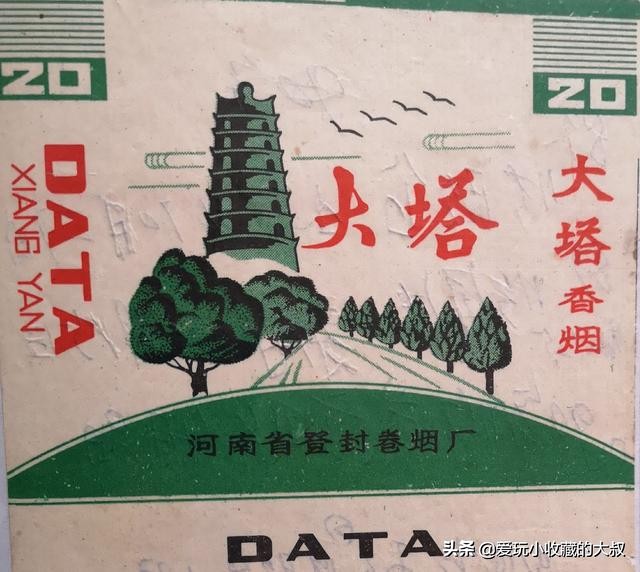 20
20
DATA
XIANG YAN
大塔
大塔香烟
河南省登封卷烟厂
DATA
头条 @爱玩小收藏的大叔